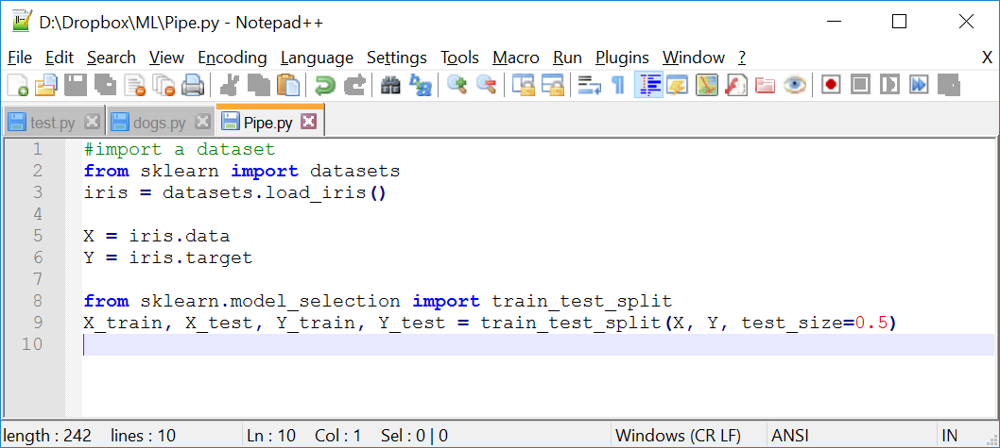 D:\Dropbox\ML\Pipe.py - Notepad++
File Edit Search View Encoding Language Settings Tools Macro Run Plugins Window ? X
test.py dogs.py Pipe.py
1 #import a dataset
2 from sklearn import datasets
3 iris = datasets.load_iris()
4
5 X = iris.data
6 Y = iris.target
7
8 from sklearn.model_selection import train_test_split
9 X_train, X_test, Y_train, Y_test = train_test_split(X, Y, test_size=0.5)
10
length : 242 lines : 10 Ln : 10 Col : 1 Sel : 0 | 0 Windows (CR LF) ANSI IN